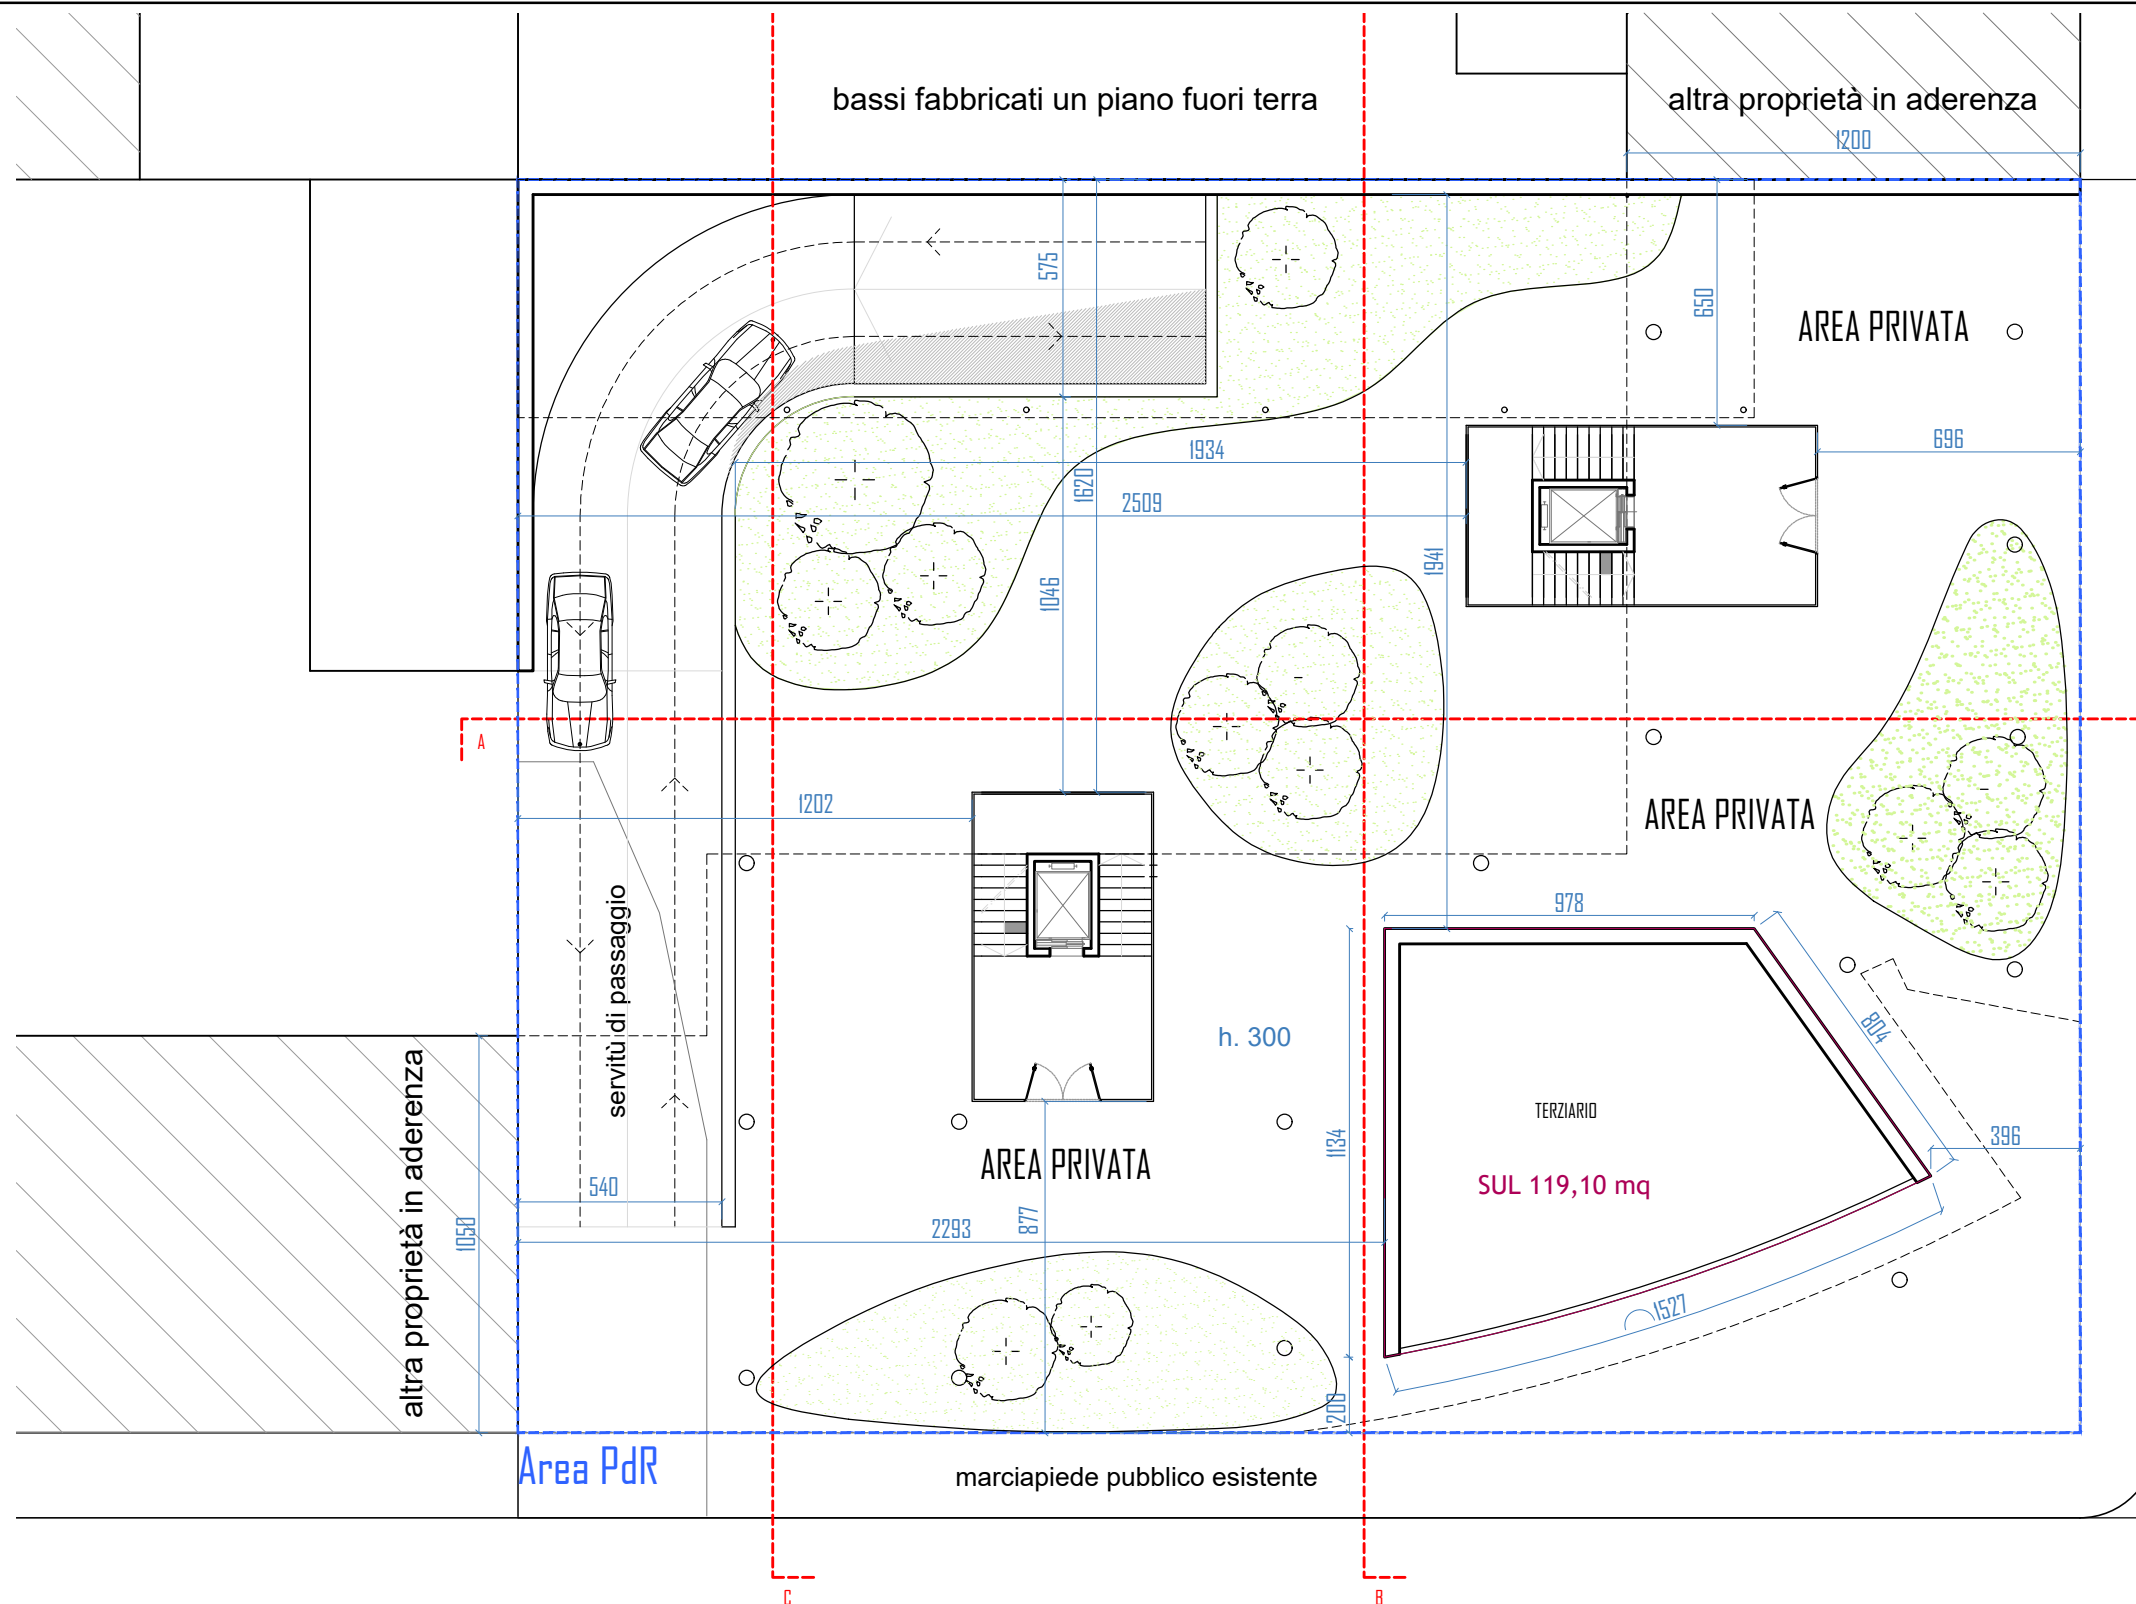 bassi fabbricati un piano fuori terra
altra proprietà in aderenza
1200
575
650
AREA PRIVATA
1934
696
1620
2509
1941
1046
A
1202
AREA PRIVATA
servitù di passaggio
978
804
h. 300
altra proprietà in aderenza
TERZIARIO
1134
396
AREA PRIVATA
SUL 119,10 mq
540
1050
2293
877
1527
200
Area PdR
marciapiede pubblico esistente
C
B